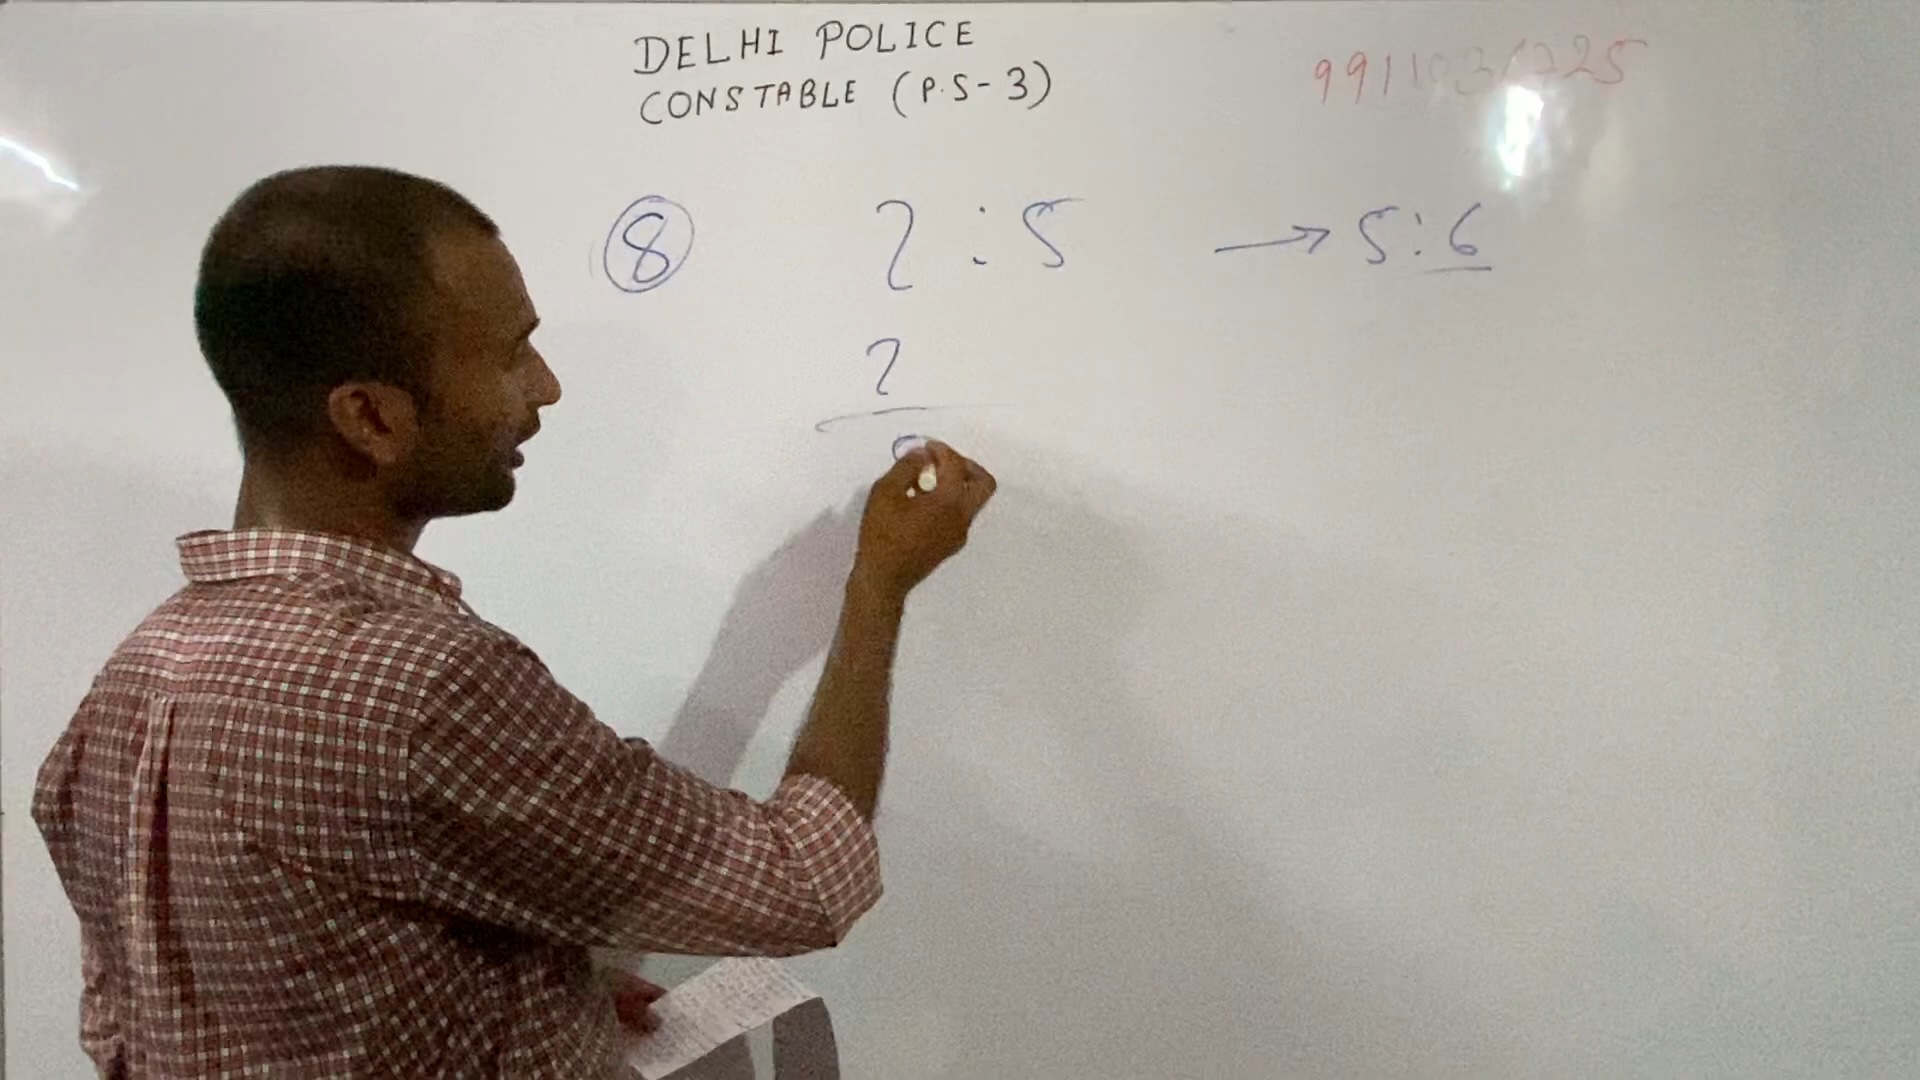 DELHI POLICE
CONSTABLE (P.S-3)
8 2 : 5 → 5:6
2